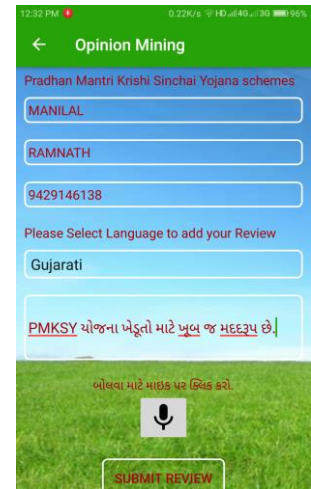 12:32 PM 0.22K/s HD 4G 3G 96%
Opinion Mining
Pradhan Mantri Krishi Sinchai Yojana schemes
MANILAL
RAMNATH
9429146138
Please Select Language to add your Review
Gujarati
PMKSY યોજના ખેડૂતો માટે ખૂબ જ મદદરૂપ છે.
બોલવા માટે માઇક પર ક્લિક કરો.
SUBMIT REVIEW